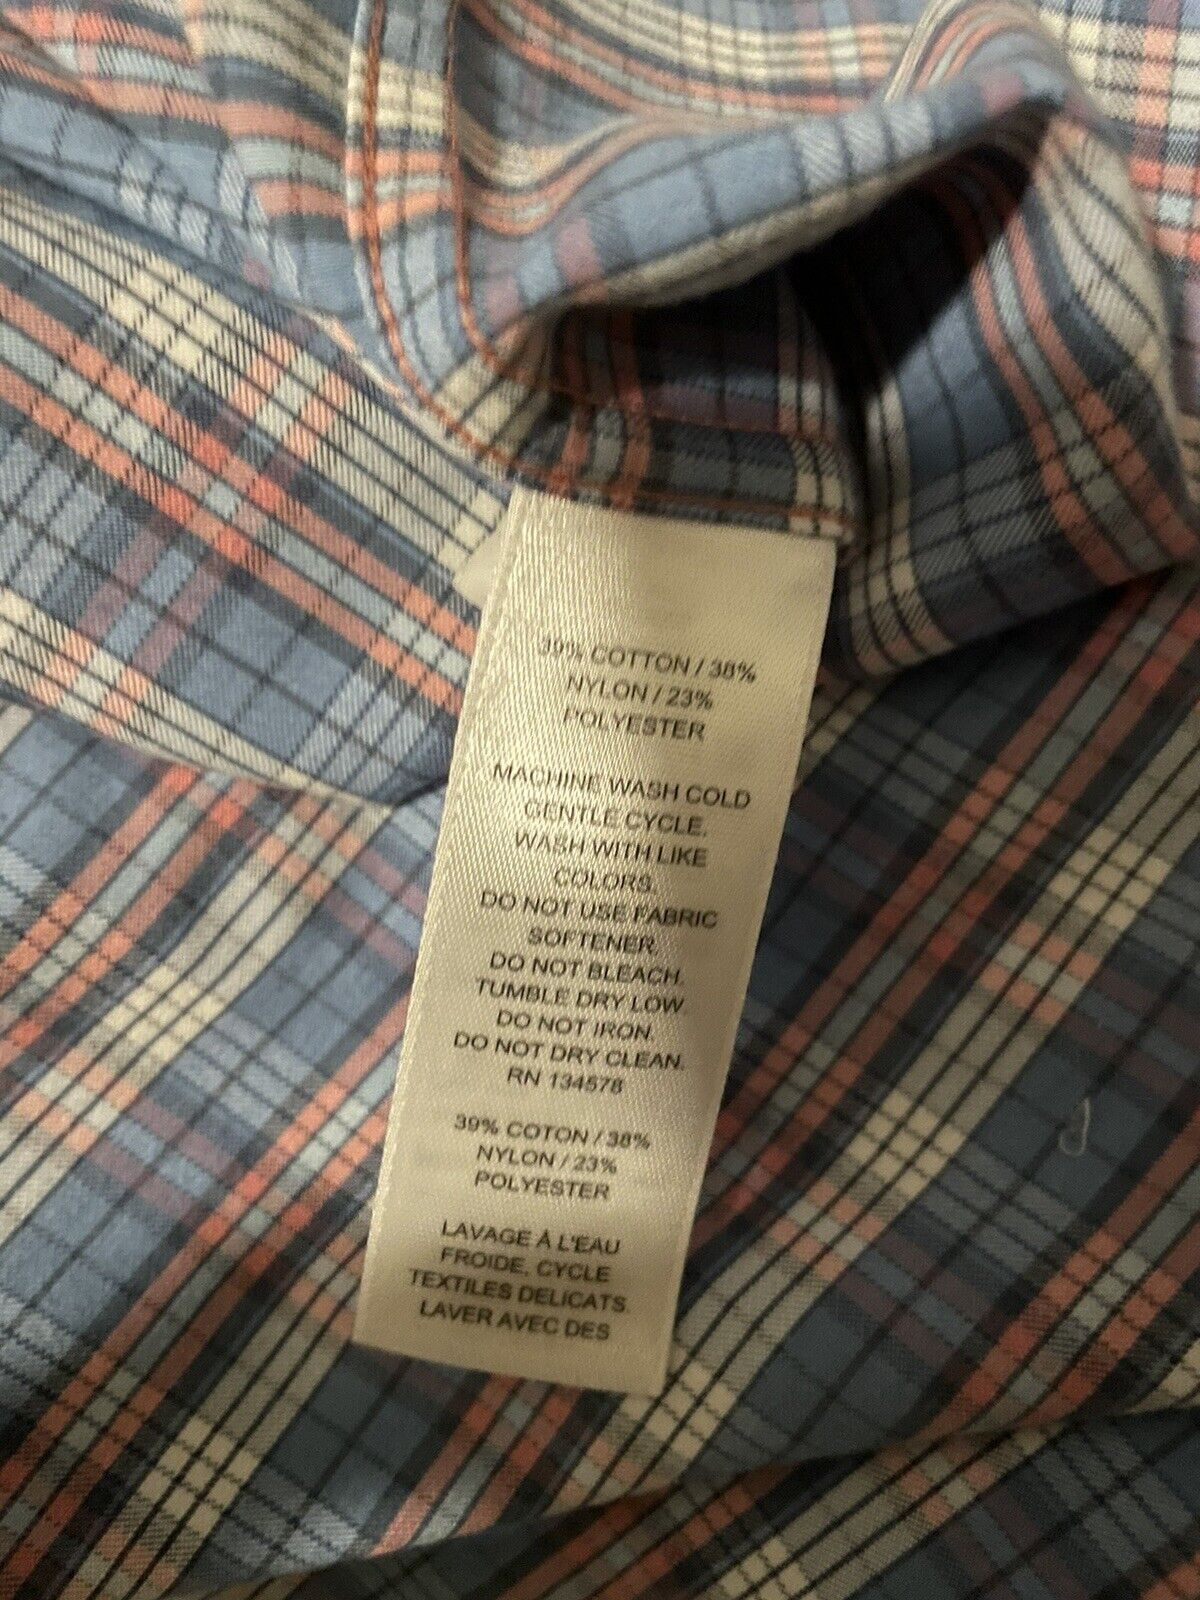 39% COTTON / 38%
NYLON / 23%
POLYESTER
MACHINE WASH COLD
GENTLE CYCLE.
WASH WITH LIKE
COLORS.
DO NOT USE FABRIC
SOFTENER.
DO NOT BLEACH.
TUMBLE DRY LOW.
DO NOT IRON.
DO NOT DRY CLEAN.
RN 134578
39% COTON / 38%
NYLON / 23%
POLYESTER
LAVAGE À L'EAU
FROIDE, CYCLE
TEXTILES DELICATS.
LAVER AVEC DES